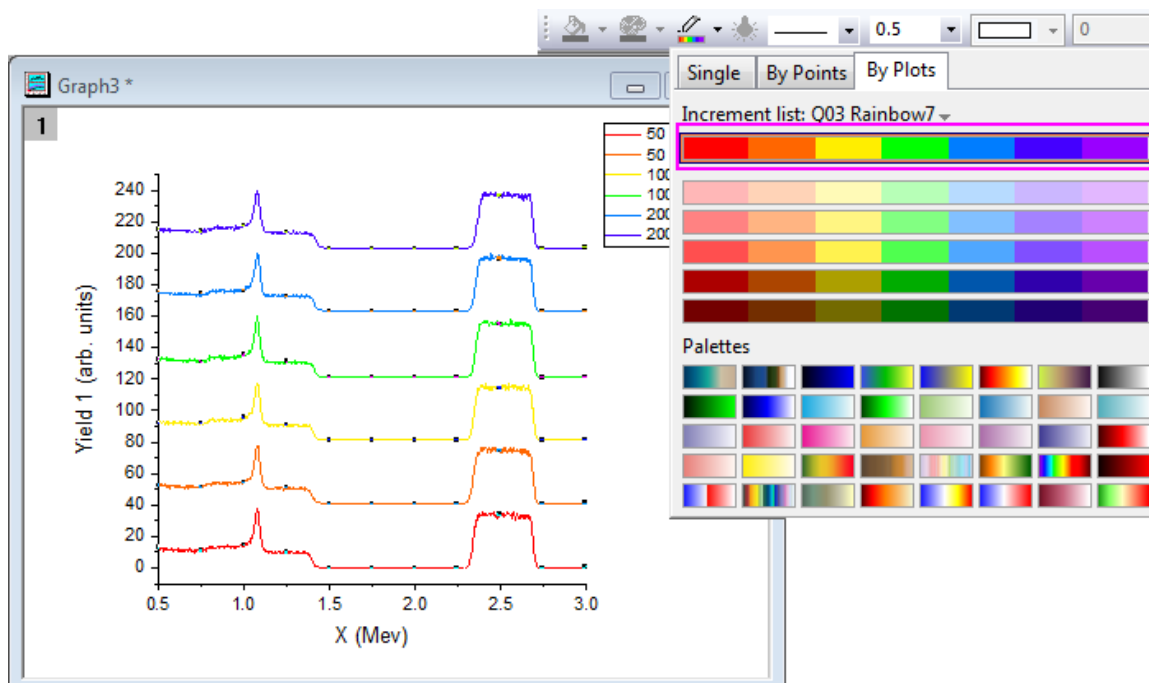 0.5
0
Graph3 *
Single
By Points
By Plots
Increment list: Q03 Rainbow7
1
50
50
100
100
200
200
240
220
200
180
160
140
120
100
80
60
40
20
0
Yield 1 (arb. units)
0.5 1.0 1.5 2.0 2.5 3.0
X (Mev)
Palettes